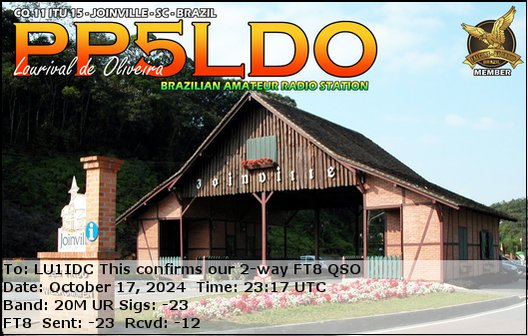 CQ 11 ITU 15 - JOINVILLE - SC - BRAZIL
PP5LDO
Lourival de Oliveira
BRAZILIAN AMATEUR RADIO STATION
BRAZIL
MEMBER
Joinville
Joinvill
i
To: LU1IDC This confirms our 2-way FT8 QSO
Date: October 17, 2024 Time: 23:17 UTC
Band: 20M UR Sigs: -23
FT8 Sent: -23 Rcvd: -12